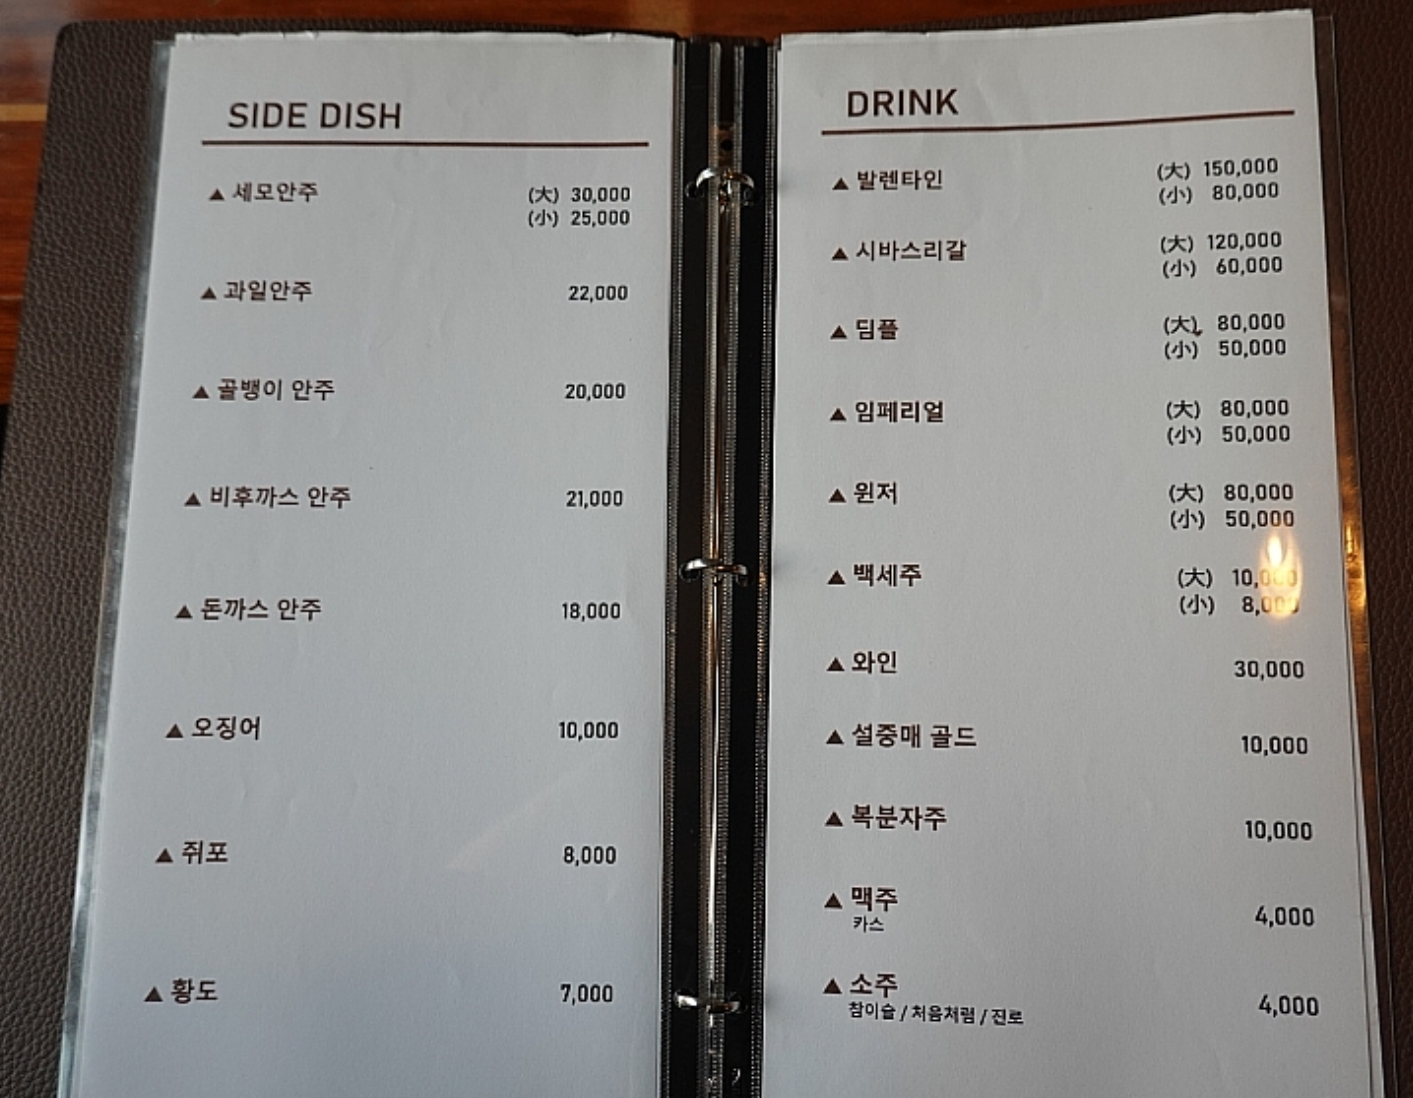 SIDE DISH
▲ 세모안주 (大) 30,000
(小) 25,000
▲ 과일안주 22,000
▲ 골뱅이 안주 20,000
▲ 비후까스 안주 21,000
▲ 돈까스 안주 18,000
▲ 오징어 10,000
▲ 쥐포 8,000
▲ 황도 7,000
DRINK
▲ 발렌타인 (大) 150,000
(小) 80,000
▲ 시바스리갈 (大) 120,000
(小) 60,000
▲ 딤플 (大) 80,000
(小) 50,000
▲ 임페리얼 (大) 80,000
(小) 50,000
▲ 윈저 (大) 80,000
(小) 50,000
▲ 백세주 (大) 10,000
(小) 8,000
▲ 와인 30,000
▲ 설중매 골드 10,000
▲ 복분자주 10,000
▲ 맥주 4,000
카스
▲ 소주 4,000
참이슬 / 처음처럼 / 진로